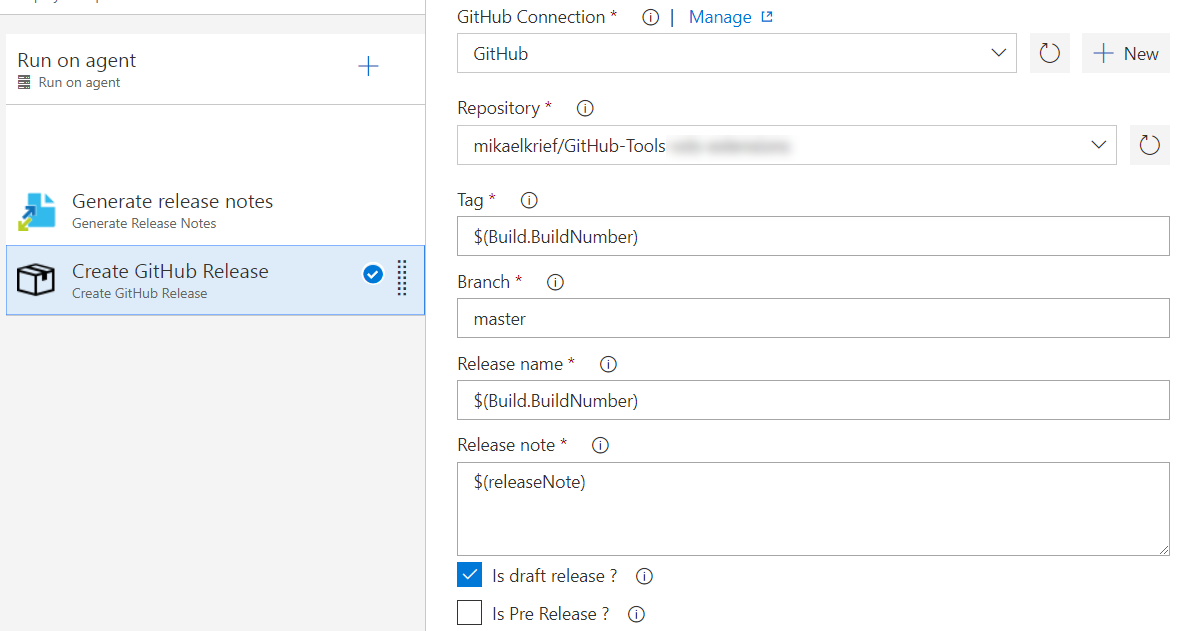 Run on agent
Run on agent
Generate release notes
Generate Release Notes
Create GitHub Release
Create GitHub Release
GitHub Connection * | Manage
GitHub
New
Repository *
mikaelkrief/GitHub-Tools
Tag *
$(Build.BuildNumber)
Branch *
master
Release name *
$(Build.BuildNumber)
Release note *
$(releaseNote)
Is draft release ?
Is Pre Release ?